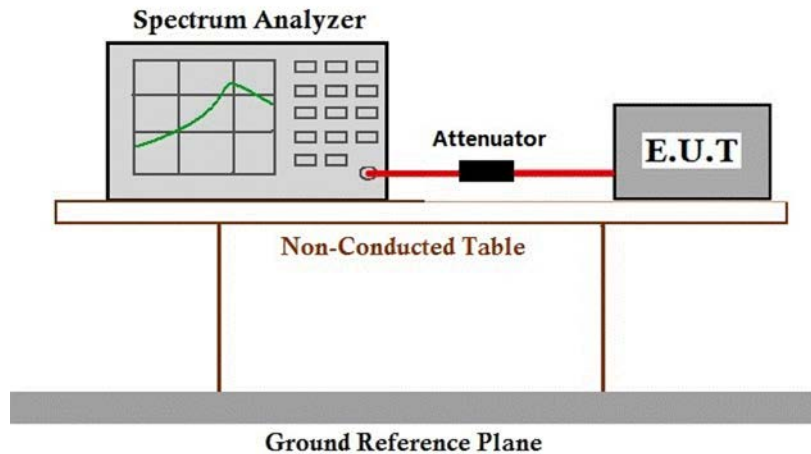 Spectrum Analyzer
Attenuator
E.U.T
Non-Conducted Table
Ground Reference Plane